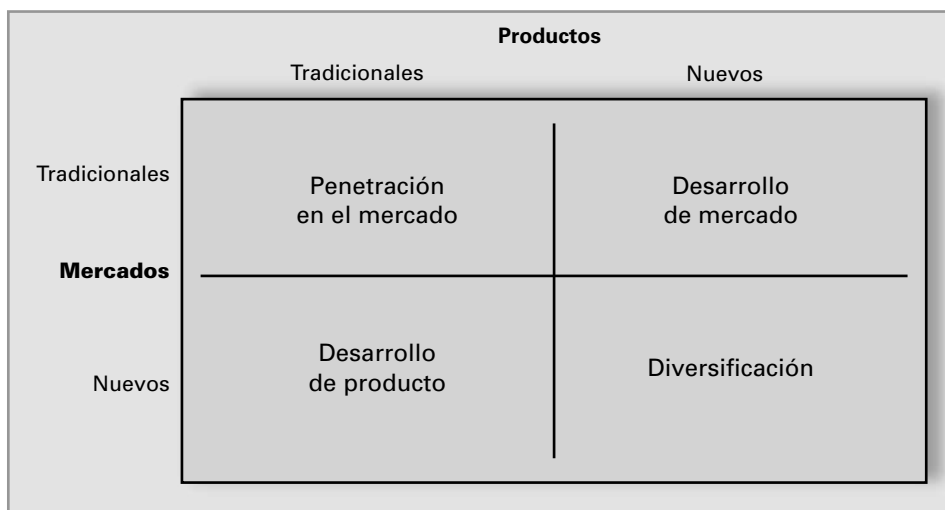 Productos
Tradicionales
Nuevos
Tradicionales
Penetración
en el mercado
Desarrollo
de mercado
Mercados
Nuevos
Desarrollo
de producto
Diversificación